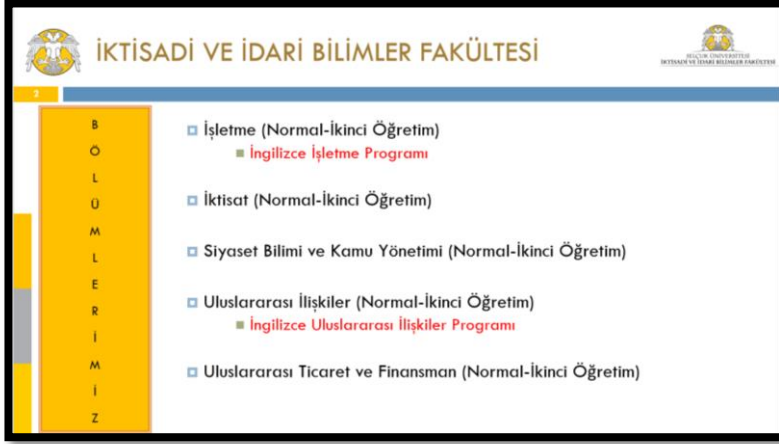 İKTİSADİ VE İDARİ BİLİMLER FAKÜLTESİ
SELÇUK ÜNİVERSİTESİ
İKTİSADİ VE İDARİ BİLİMLER FAKÜLTESİ
2
BÖLÜMLERİMİZ
İşletme (Normal-İkinci Öğretim)
İngilizce İşletme Programı
İktisat (Normal-İkinci Öğretim)
Siyaset Bilimi ve Kamu Yönetimi (Normal-İkinci Öğretim)
Uluslararası İlişkiler (Normal-İkinci Öğretim)
İngilizce Uluslararası İlişkiler Programı
Uluslararası Ticaret ve Finansman (Normal-İkinci Öğretim)